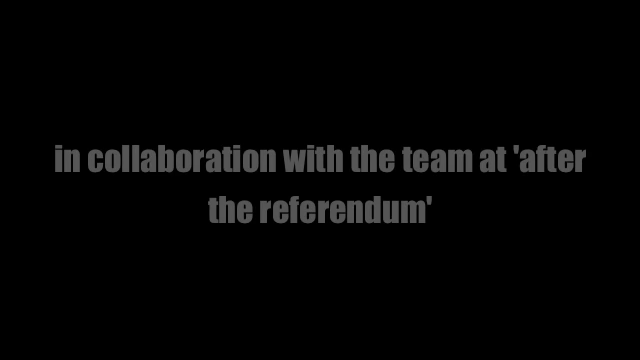 in collaboration with the team at 'after
the referendum'